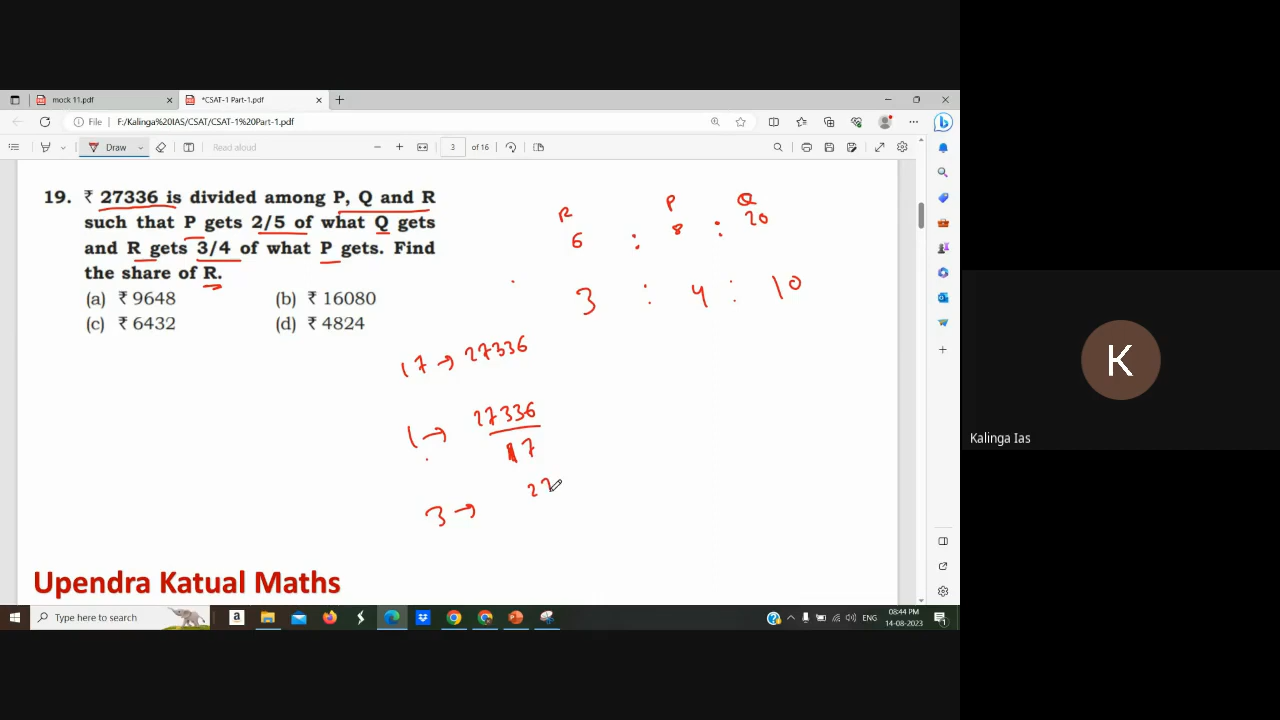 mock 11.pdf
*CSAT-1 Part-1.pdf
File
F:/Kalinga%20IAS/CSAT/CSAT-1%20Part-1.pdf
Draw
Read aloud
3 of 16
19. ₹ 27336 is divided among P, Q and R
such that P gets 2/5 of what Q gets
and R gets 3/4 of what P gets. Find
the share of R.
(a) ₹ 9648 (b) ₹ 16080
(c) ₹ 6432 (d) ₹ 4824
R P Q
6 : 8 : 20
3 : 4 : 10
17 → 27336
1 → 27336
17
27
3 →
Upendra Katual Maths
K
Kalinga Ias
Type here to search
ENG
08:44 PM
14-08-2023